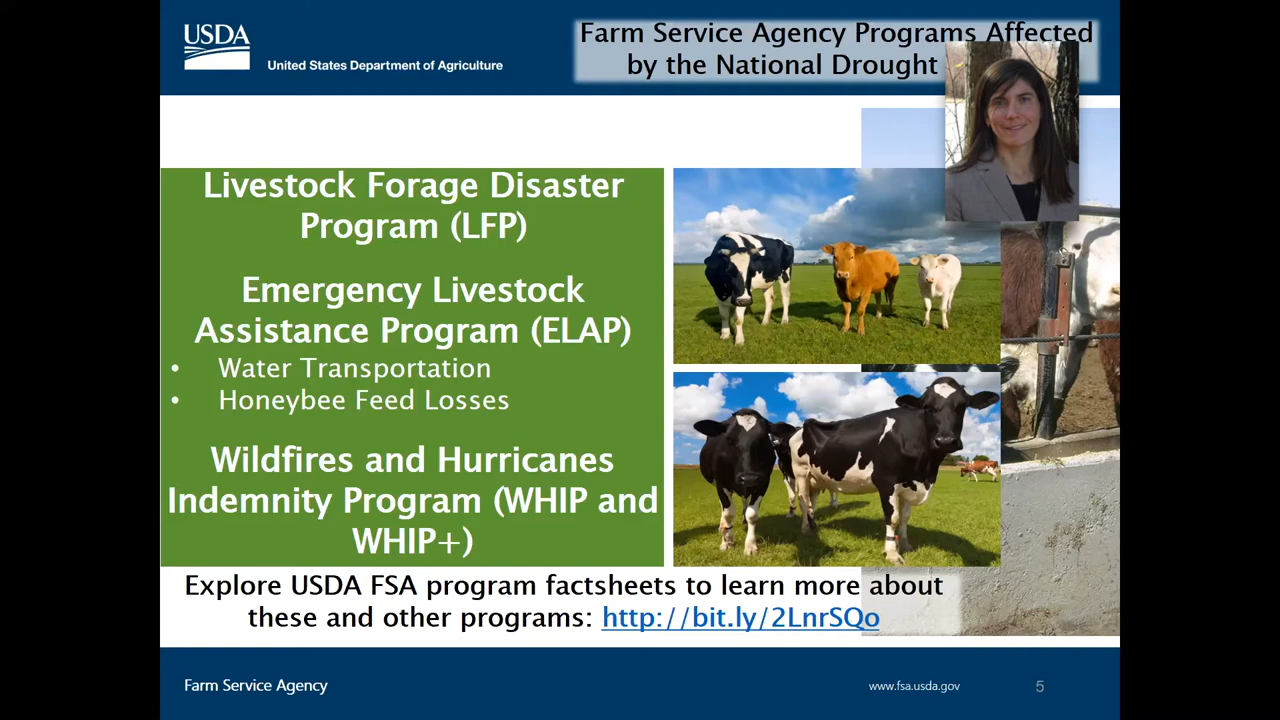 USDA
United States Department of Agriculture
Farm Service Agency Programs Affected
by the National Drought
Livestock Forage Disaster
Program (LFP)
Emergency Livestock
Assistance Program (ELAP)
• Water Transportation
• Honeybee Feed Losses
Wildfires and Hurricanes
Indemnity Program (WHIP and
WHIP+)
Explore USDA FSA program factsheets to learn more about
these and other programs: http://bit.ly/2LnrSQo
Farm Service Agency
www.fsa.usda.gov
5